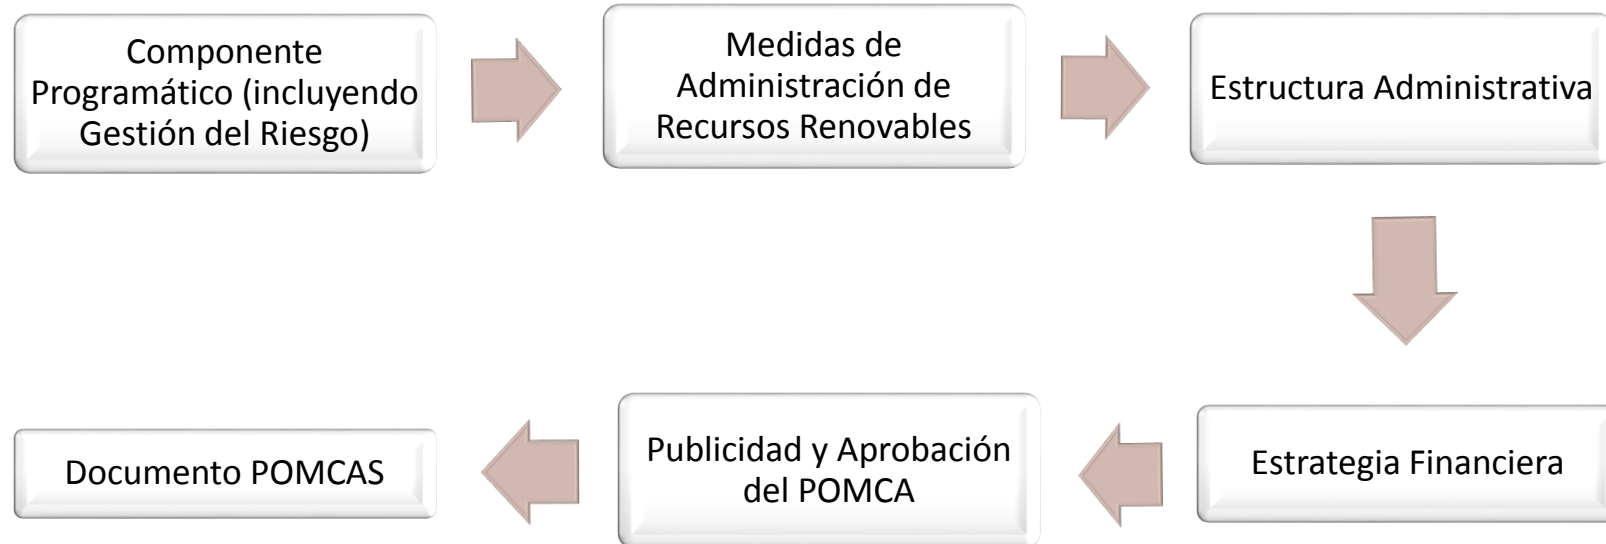 Componente
Programático (incluyendo
Gestión del Riesgo)
Medidas de
Administración de
Recursos Renovables
Estructura Administrativa
Estrategia Financiera
Publicidad y Aprobación
del POMCA
Documento POMCAS